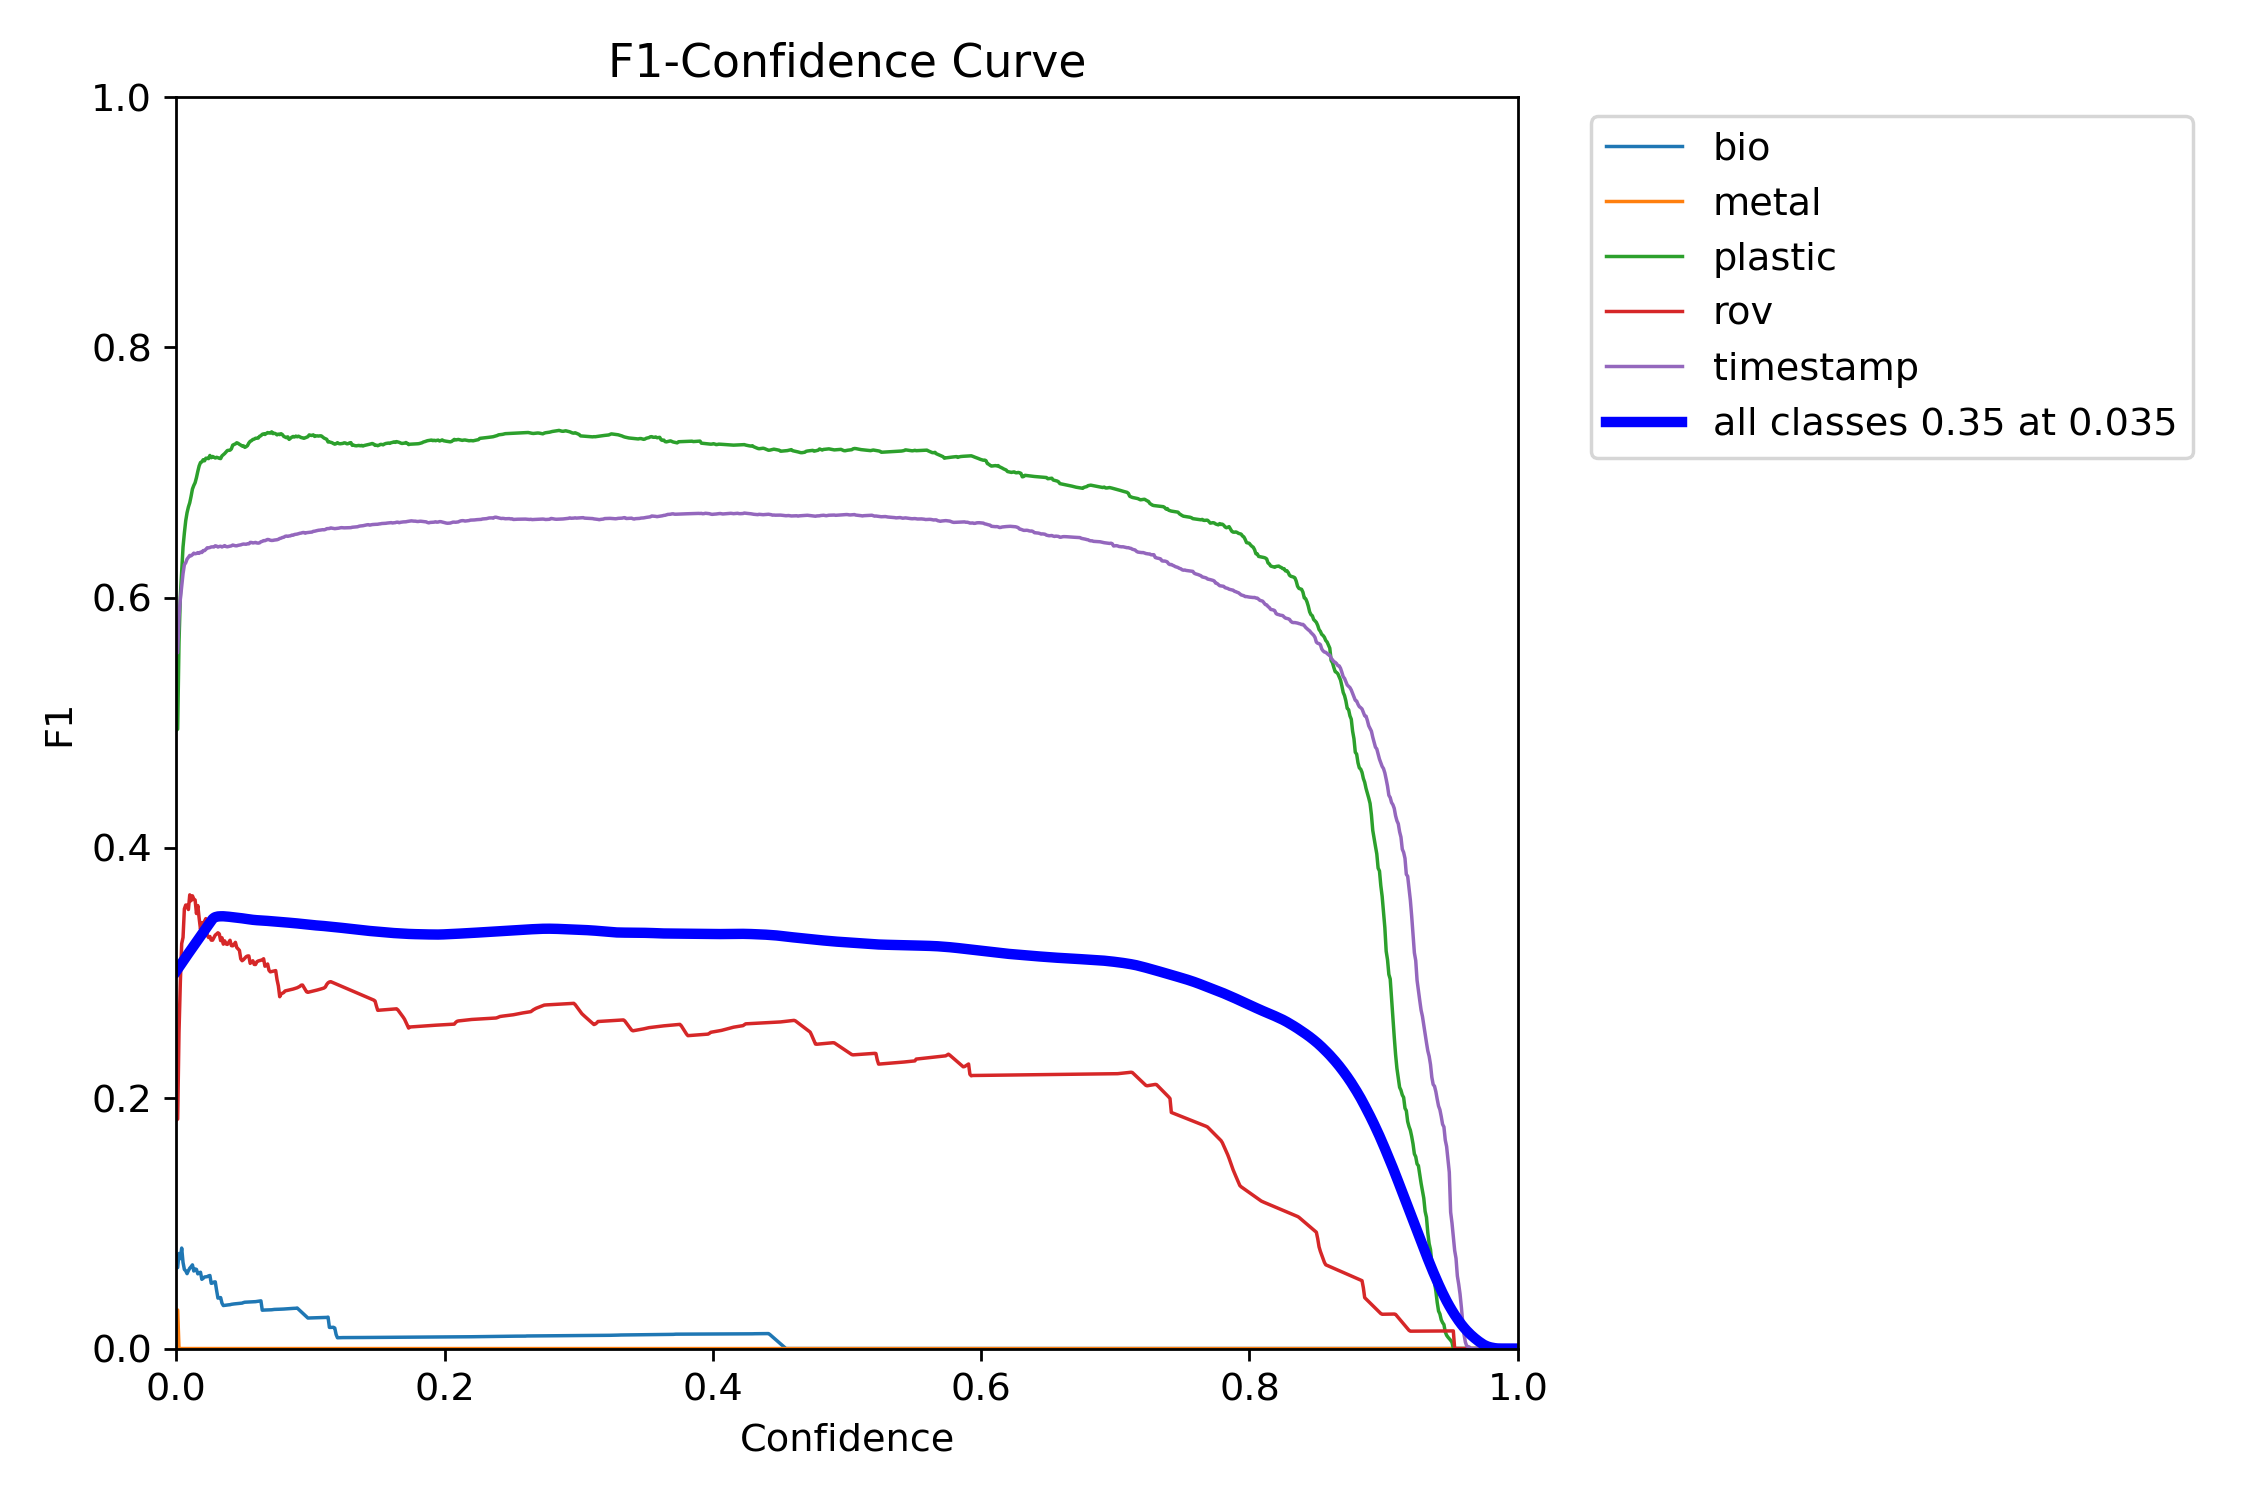 F1-Confidence Curve
1.0
0.8
0.6
0.4
0.2
0.0
F1
0.0 0.2 0.4 0.6 0.8 1.0
Confidence
bio
metal
plastic
rov
timestamp
all classes 0.35 at 0.035